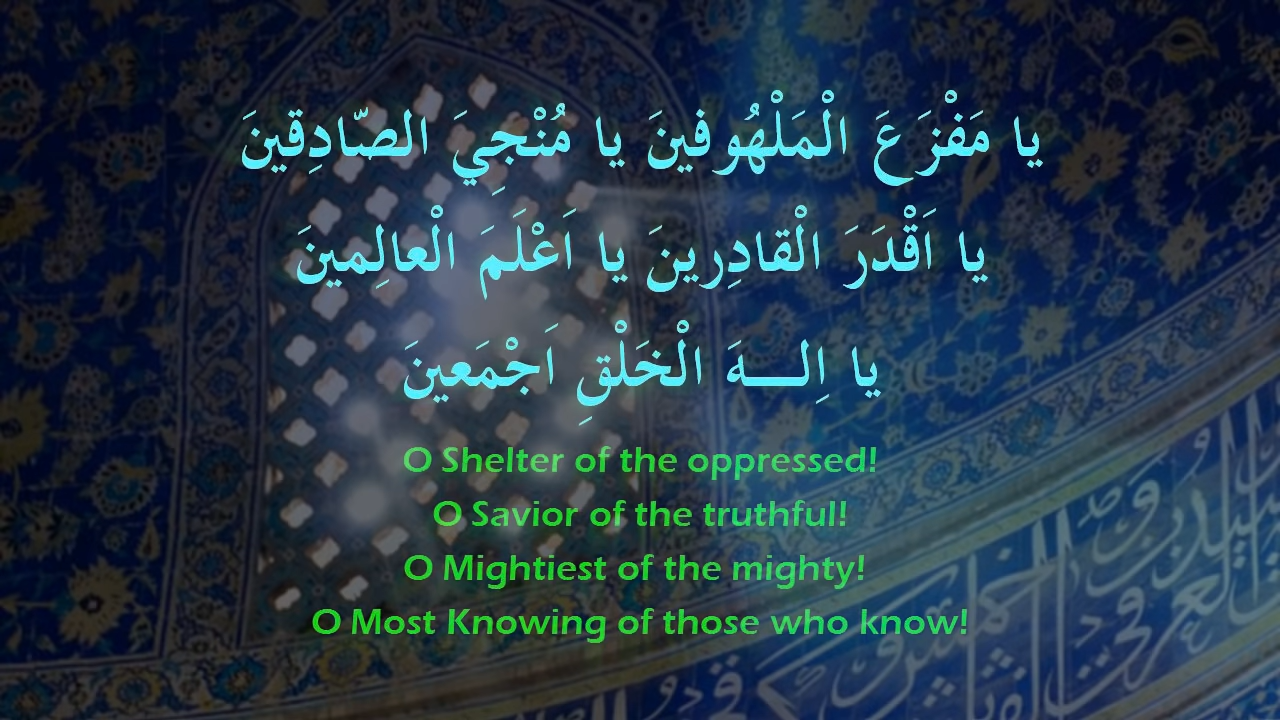 يا مَفْزَعَ الْمَلْهُوفينَ يا مُنْجِيَ الصّادِقينَ
يا اَقْدَرَ الْقادِرينَ يا اَعْلَمَ الْعالِمينَ
يا اِلـــهَ الْخَلْقِ اَجْمَعينَ
O Shelter of the oppressed!
O Savior of the truthful!
O Mightiest of the mighty!
O Most Knowing of those who know!